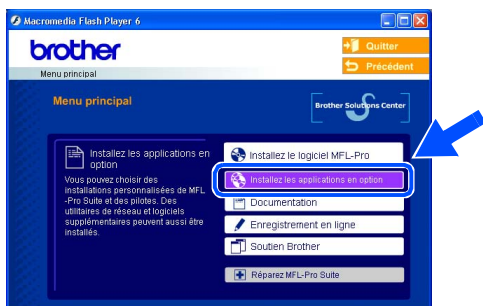 Macromedia Flash Player 6
brother
Quitter
Précédent
Menu principal
Menu principal
Brother Solutions Center
Installez les applications en
option
Vous pouvez choisir des
installations personnalisées de MFL
-Pro Suite et des pilotes. Des
utilitaires de réseau et logiciels
supplémentaires peuvent aussi être
installés.
Installez le logiciel MFL-Pro
Installez les applications en option
Documentation
Enregistrement en ligne
Soutien Brother
Réparez MFL-Pro Suite